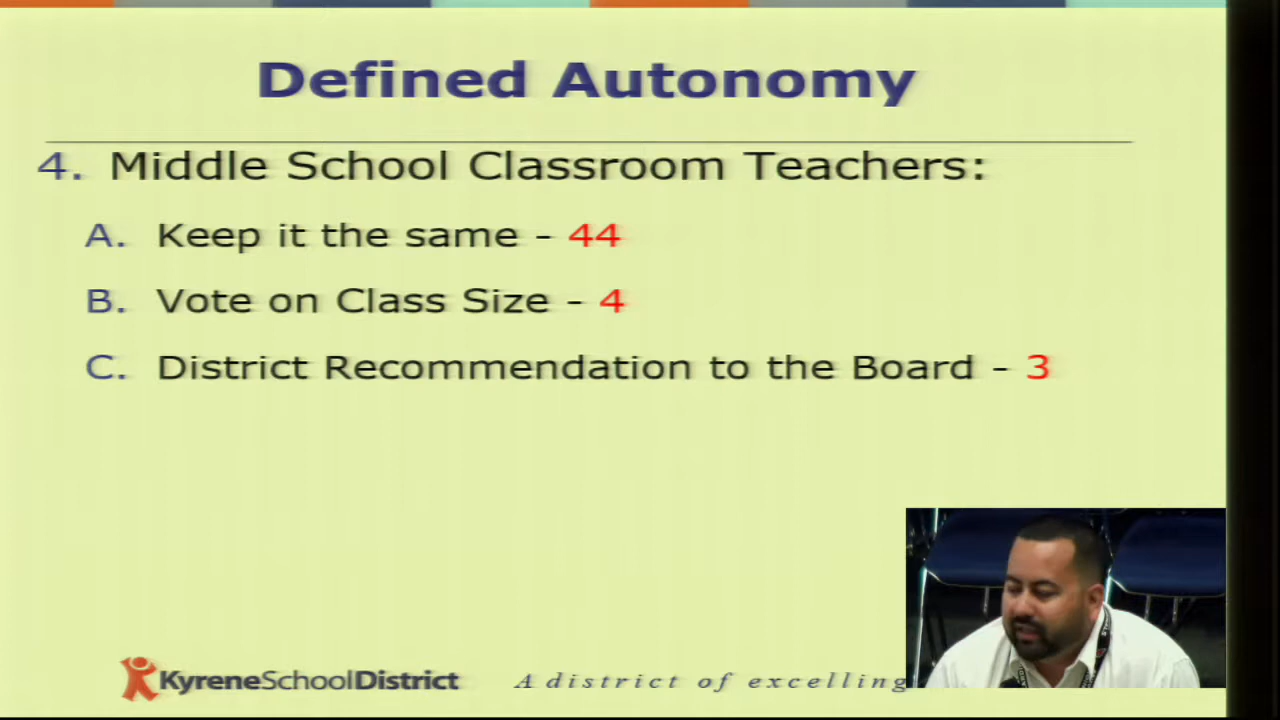 Defined Autonomy
4. Middle School Classroom Teachers:
A. Keep it the same - 44
B. Vote on Class Size - 4
C. District Recommendation to the Board - 3
KyreneSchoolDistrict A district of excelling